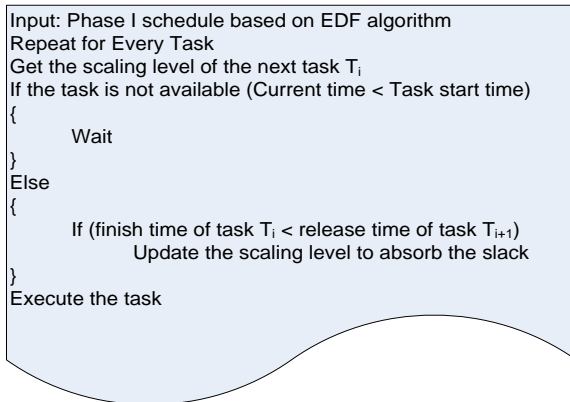 Input: Phase I schedule based on EDF algorithm
Repeat for Every Task
Get the scaling level of the next task Ti
If the task is not available (Current time < Task start time)
{
Wait
}
Else
{
If (finish time of task Ti < release time of task Ti+1)
Update the scaling level to absorb the slack
}
Execute the task